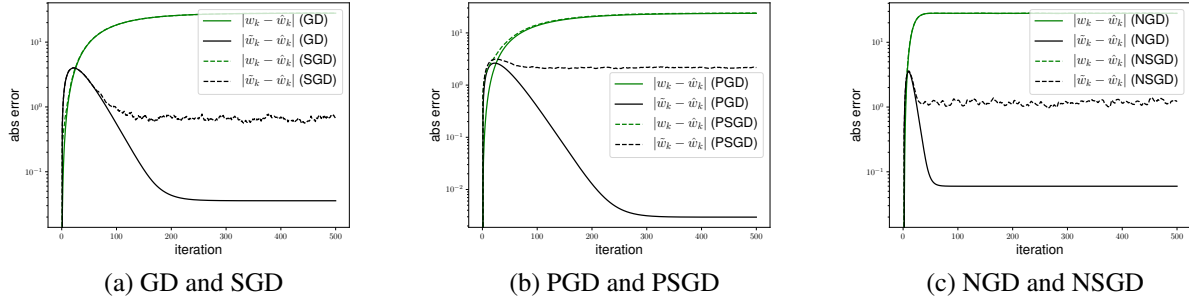 10¹
10⁰
10⁻¹
abs error
|w_k − ŵ_k| (GD)
|w̃_k − ŵ_k| (GD)
|w_k − ŵ_k| (SGD)
|w̃_k − ŵ_k| (SGD)
0 100 200 300 400 500
iteration
(a) GD and SGD
10¹
10⁰
10⁻¹
10⁻²
abs error
|w_k − ŵ_k| (PGD)
|w̃_k − ŵ_k| (PGD)
|w_k − ŵ_k| (PSGD)
|w̃_k − ŵ_k| (PSGD)
0 100 200 300 400 500
iteration
(b) PGD and PSGD
10¹
10⁰
10⁻¹
abs error
|w_k − ŵ_k| (NGD)
|w̃_k − ŵ_k| (NGD)
|w_k − ŵ_k| (NSGD)
|w̃_k − ŵ_k| (NSGD)
0 100 200 300 400 500
iteration
(c) NGD and NSGD